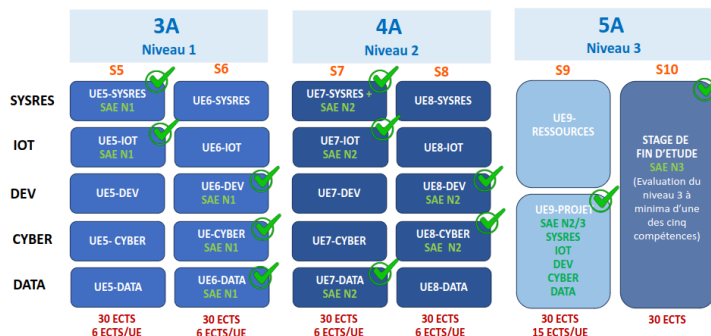 3A
Niveau 1
4A
Niveau 2
5A
Niveau 3
S5
S6
S7
S8
S9
S10
SYSRES
UE5-SYSRES
SAE N1
UE6-SYSRES
UE7-SYSRES +
SAE N2
UE8-SYSRES
IOT
UE5-IOT
SAE N1
UE6-IOT
UE7-IOT
SAE N2
UE8-IOT
DEV
UE5-DEV
UE6-DEV
SAE N1
UE7-DEV
UE8-DEV
SAE N2
CYBER
UE5- CYBER
UE-CYBER
SAE N1
UE7-CYBER
UE8-CYBER
SAE N2
DATA
UE5-DATA
UE6-DATA
SAE N1
UE7-DATA
SAE N2
UE8-DATA
UE9-
RESSOURCES
UE9-PROJET
SAE N2/3
SYSRES
IOT
DEV
CYBER
DATA
STAGE DE
FIN D'ETUDE
SAE N3
(Evaluation du
niveau 3 à
minima d'une
des cinq
compétences)
30 ECTS
6 ECTS/UE
30 ECTS
6 ECTS/UE
30 ECTS
6 ECTS/UE
30 ECTS
6 ECTS/UE
30 ECTS
15 ECTS/UE
30 ECTS